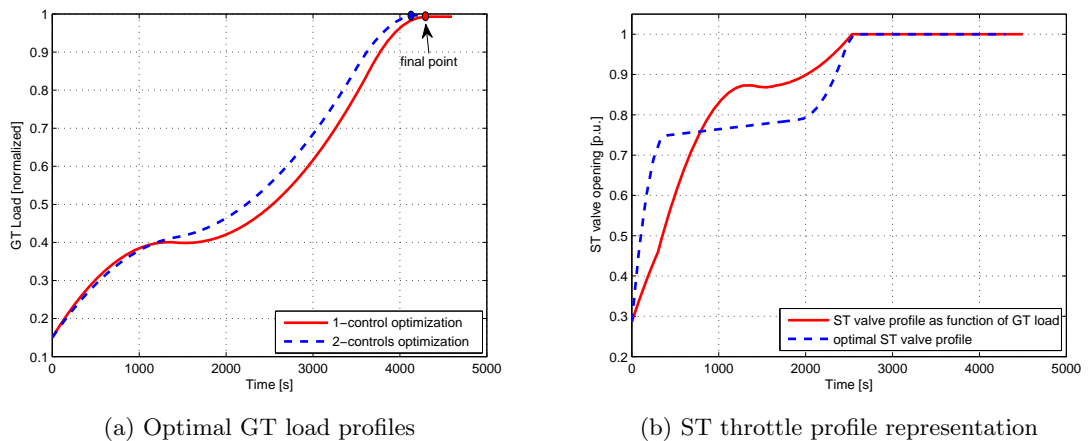 1
0.9
0.8
0.7
0.6
0.5
0.4
0.3
0.2
0.1
GT Load [normalized]
final point
1−control optimization
2−controls optimization
0
1000
2000
3000
4000
5000
Time [s]
(a) Optimal GT load profiles
1
0.9
0.8
0.7
0.6
0.5
0.4
0.3
0.2
ST valve opening [p.u.]
ST valve profile as function of GT load
optimal ST valve profile
0
1000
2000
3000
4000
5000
Time [s]
(b) ST throttle profile representation